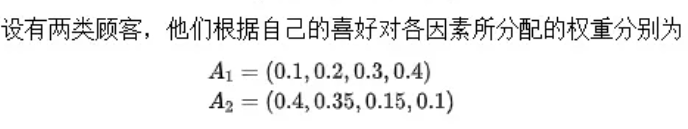 设有两类顾客，他们根据自己的喜好对各因素所分配的权重分别为
A₁ = (0.1, 0.2, 0.3, 0.4)
A₂ = (0.4, 0.35, 0.15, 0.1)